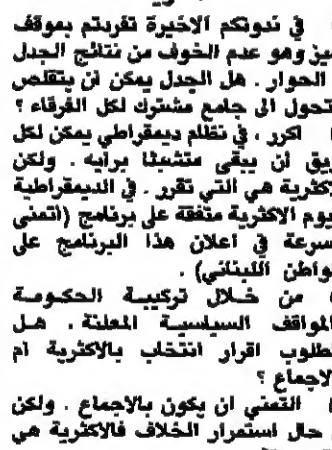 في ندوتكم الاخيرة تفردتم بموقف
ميز وهو عدم الخوف من نتائج الجدل
الحوار . هل الجدل يمكن ان يتقلص
تحول الى جامع مشترك لكل الفرقاء ؟
اكرر ، في نظام ديمقراطي يمكن لكل
يق ان يبقى متشبثا برايه . ولكن
كثرية هي التي تقرر . في الديمقراطية
يوم الاكثرية متفقة على برنامج (اتمنى
سرعة في اعلان هذا البرنامج على
واطن اللبناني) .
من خلال تركيبة الحكومة
المواقف السياسية المعلنة ، هل
طلوب اقرار انتخاب بالاكثرية ام
لاجماع ؟
التمني ان يكون بالاجماع . ولكن
حال استمرار الخلاف فالاكثرية هي